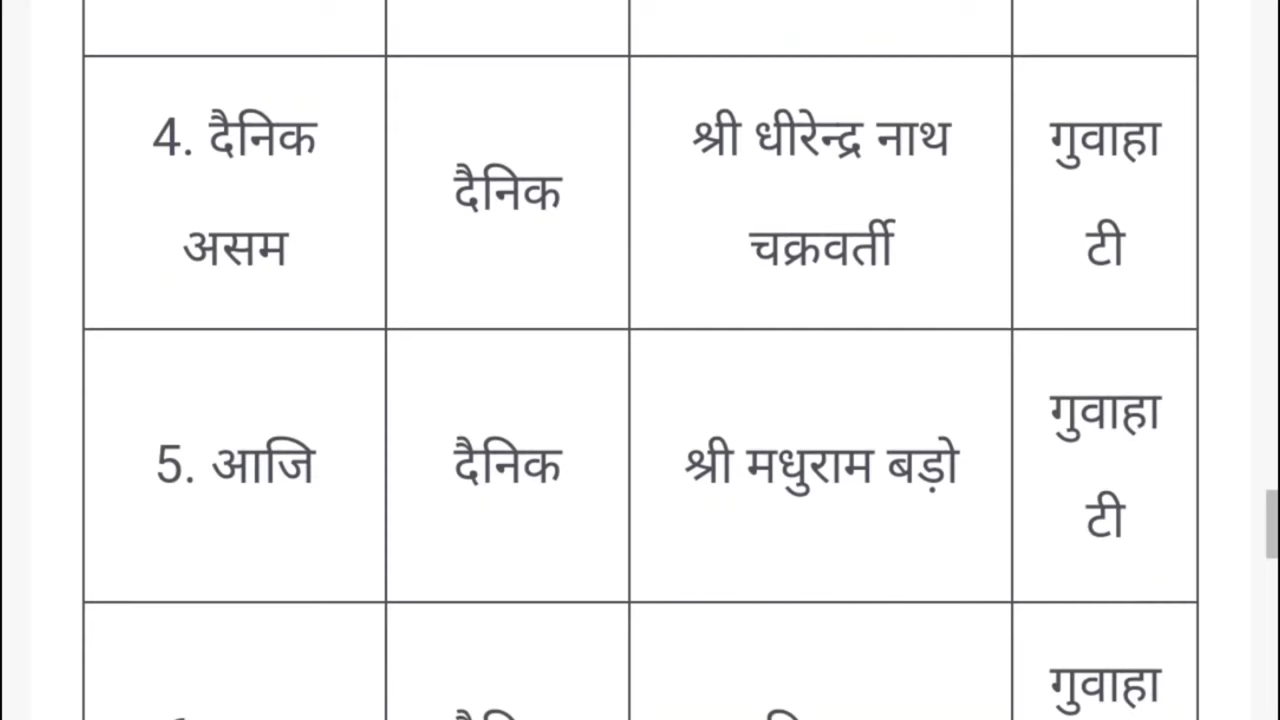 4. दैनिक
असम
दैनिक
श्री धीरेन्द्र नाथ
चक्रवर्ती
गुवाहा
टी
5. आजि
दैनिक
श्री मधुराम बड़ो
गुवाहा
टी
गुवाहा